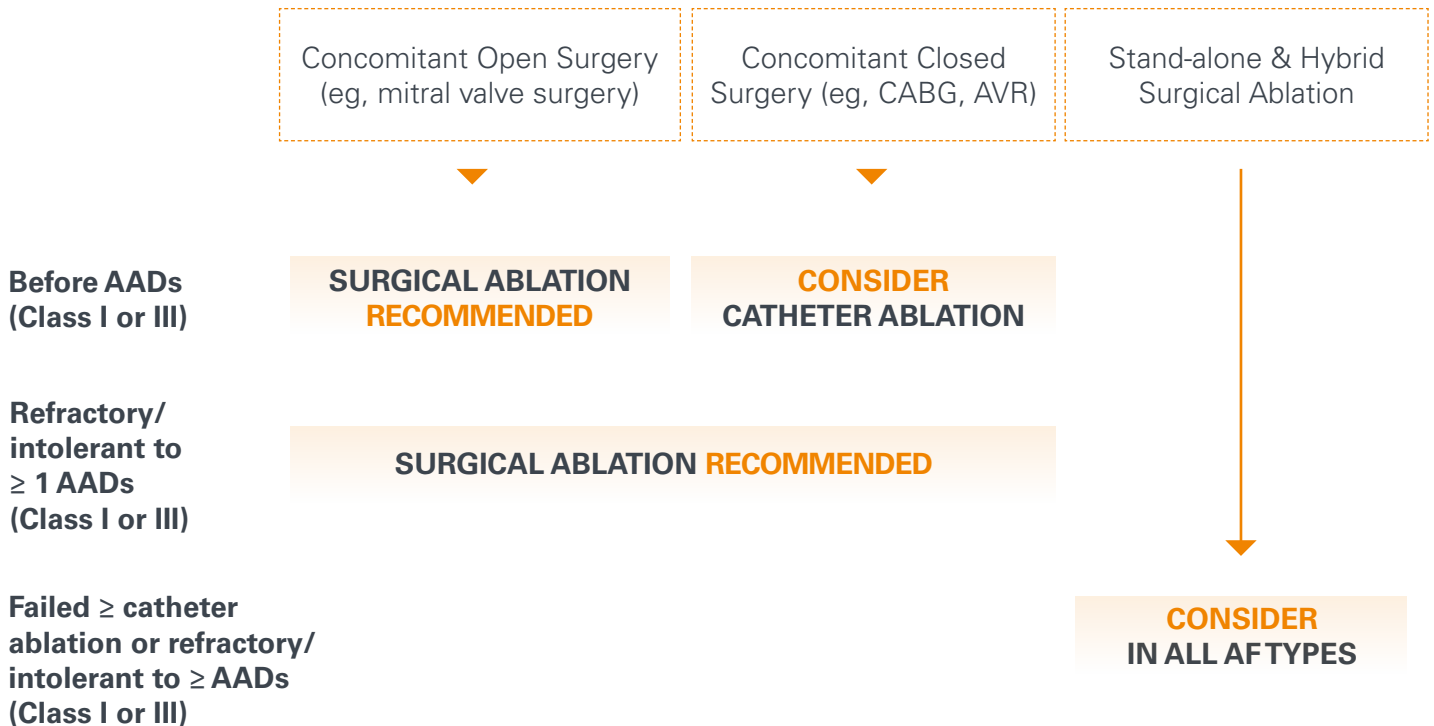 Concomitant Open Surgery
(eg, mitral valve surgery)
Concomitant Closed
Surgery (eg, CABG, AVR)
Stand-alone & Hybrid
Surgical Ablation
Before AADs
(Class I or III)
SURGICAL ABLATION
RECOMMENDED
CONSIDER
CATHETER ABLATION
Refractory/
intolerant to
≥ 1 AADs
(Class I or III)
SURGICAL ABLATION RECOMMENDED
Failed ≥ catheter
ablation or refractory/
intolerant to ≥ AADs
(Class I or III)
CONSIDER
IN ALL AF TYPES